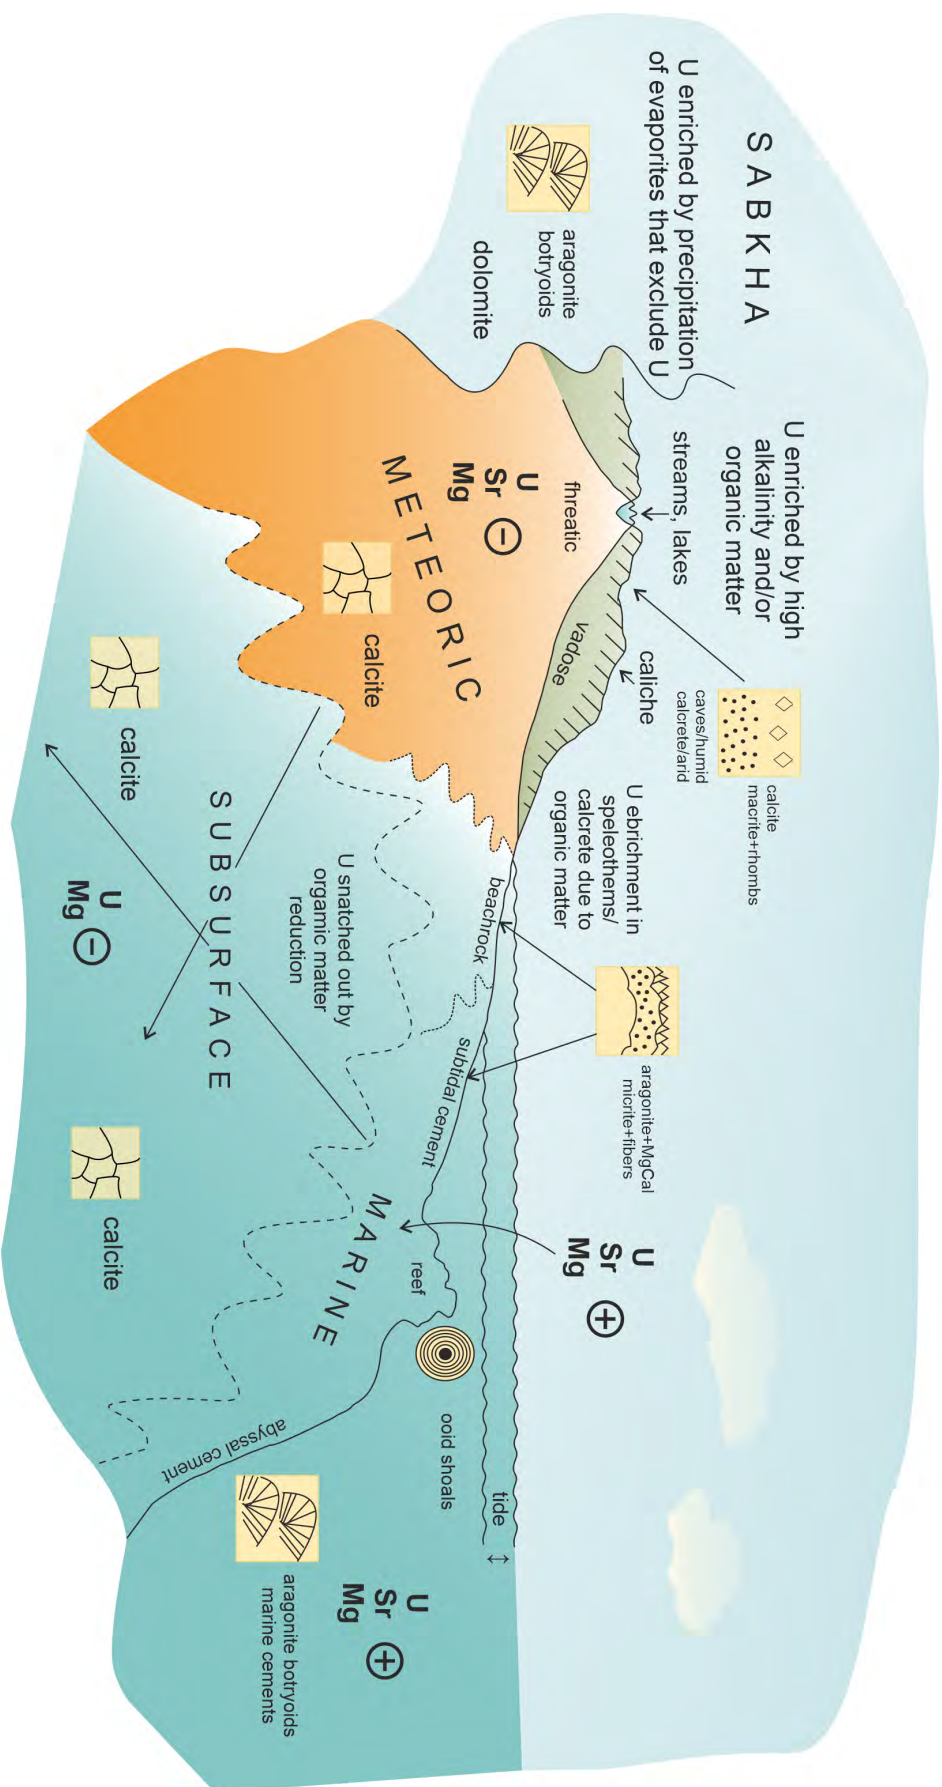 SABKHA
U enriched by precipitation
of evaporites that exclude U
aragonite
botryoids
dolomite
U enriched by high
alkalinity and/or
organic matter
streams, lakes
fhreatic
U
Sr
Mg
−
METEORIC
calcite
vadose
caliche
caves/humid
calcrete/arid
calcite
macrite+rhombs
U ebrichment in
speleothems/
calcrete due to
organic matter
beachrock
subtidal cement
aragonite+MgCal
micrite+fibers
U
Sr
Mg
+
reef
MARINE
ooid shoals
tide
abyssal cement
U
Sr
Mg
+
aragonite botryoids
marine cements
U snatched out by
orgamic matter
reduction
SUBSURFACE
calcite
U
Mg
−
calcite